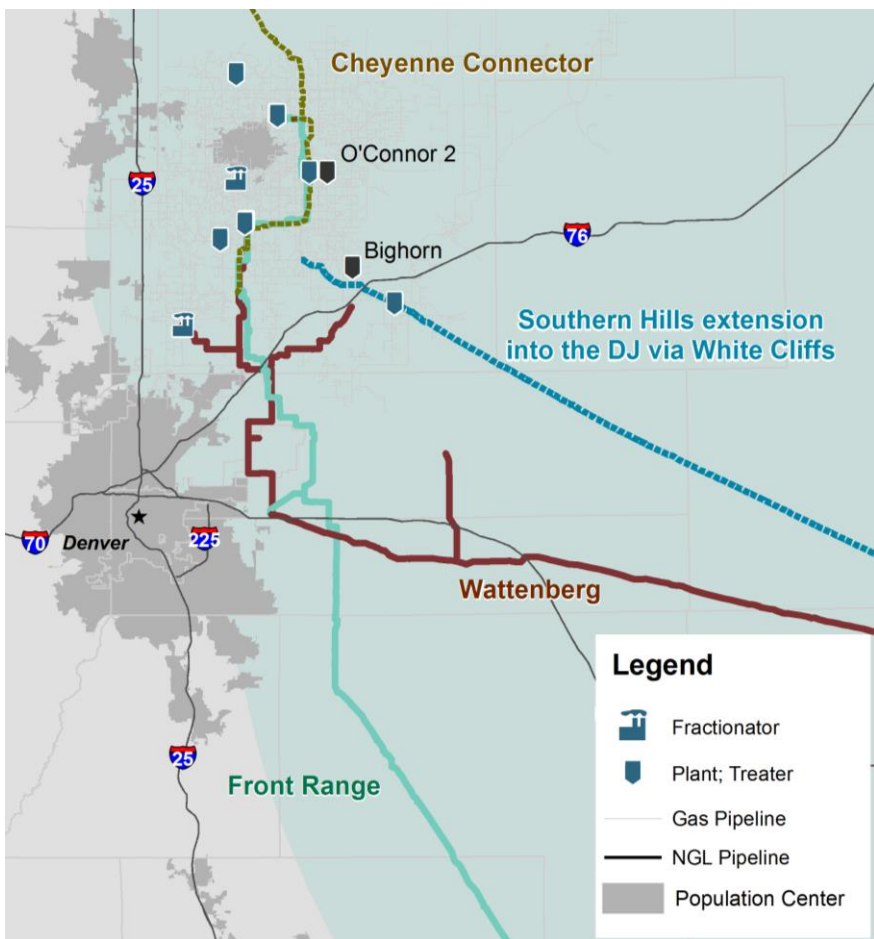 Cheyenne Connector
O'Connor 2
25
76
Bighorn
Southern Hills extension
into the DJ via White Cliffs
70
Denver
225
Wattenberg
25
Front Range
Legend
Fractionator
Plant; Treater
Gas Pipeline
NGL Pipeline
Population Center